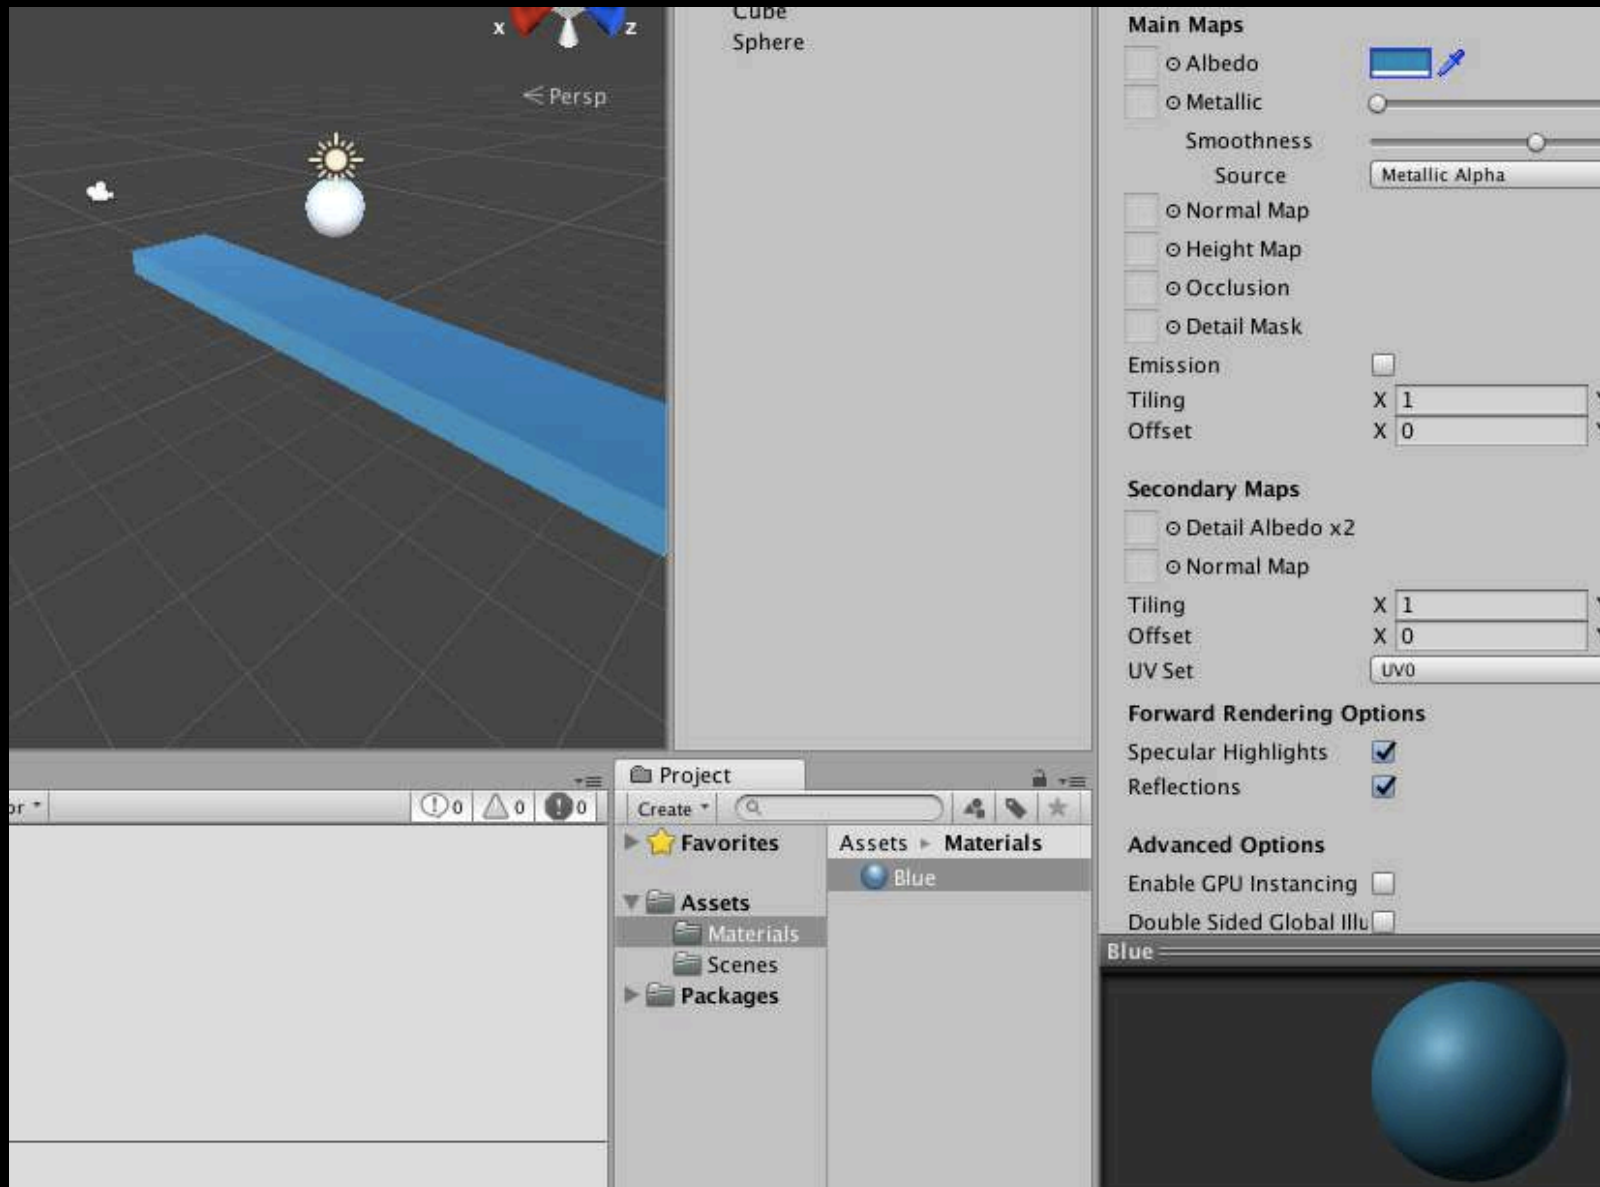 x
z
Persp
Cube
Sphere
Main Maps
Albedo
Metallic
Smoothness
Source Metallic Alpha
Normal Map
Height Map
Occlusion
Detail Mask
Emission
Tiling X 1
Offset X 0
Secondary Maps
Detail Albedo x2
Normal Map
Tiling X 1
Offset X 0
UV Set UV0
Forward Rendering Options
Specular Highlights
Reflections
Advanced Options
Enable GPU Instancing
Double Sided Global Illu
Blue
or
0 0 0
Project
Create
Favorites
Assets
Materials
Scenes
Packages
Assets Materials
Blue